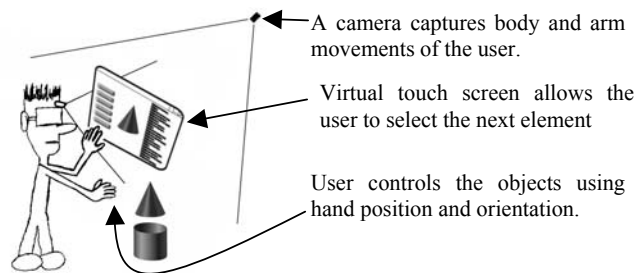 A camera captures body and arm
movements of the user.
Virtual touch screen allows the
user to select the next element
User controls the objects using
hand position and orientation.